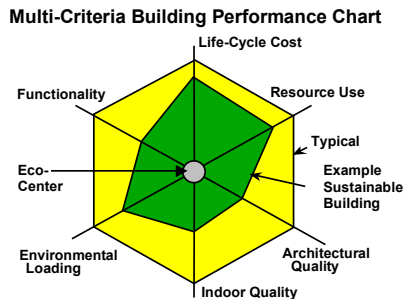 Multi-Criteria Building Performance Chart
Life-Cycle Cost
Functionality
Resource Use
Typical
Eco-
Center
Example
Sustainable
Building
Environmental
Loading
Architectural
Quality
Indoor Quality